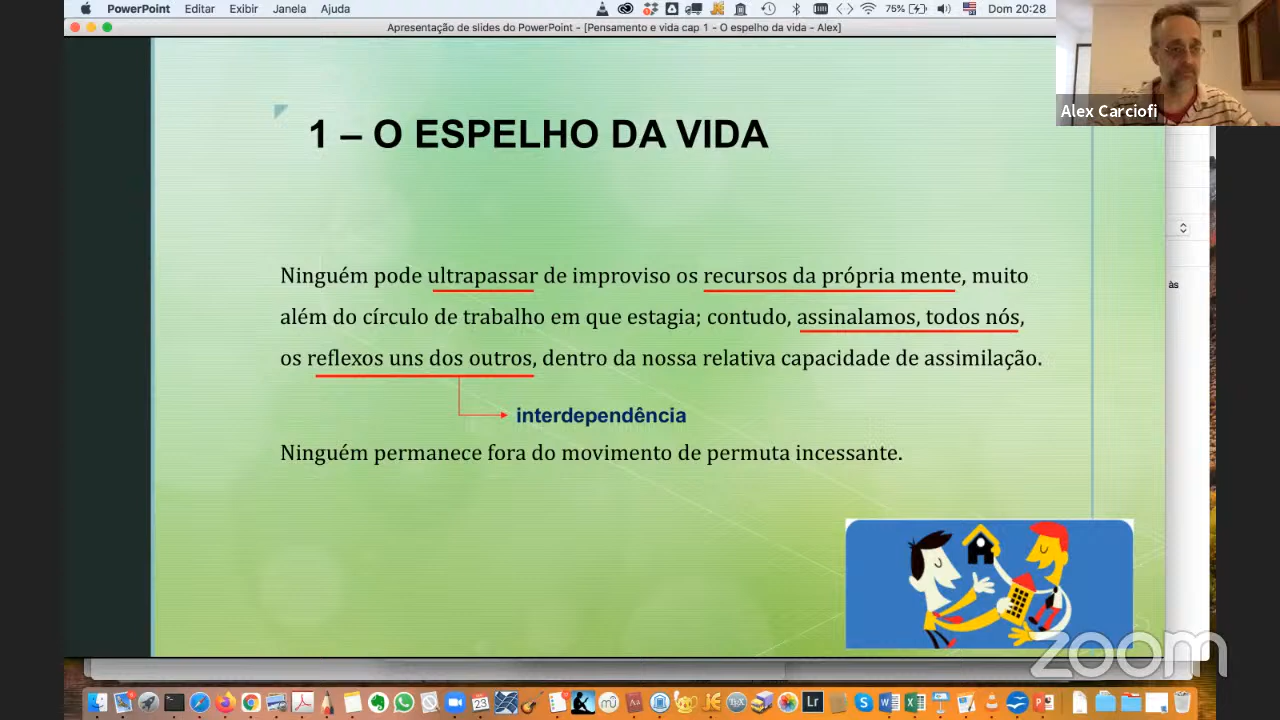 PowerPoint Editar Exibir Janela Ajuda 75% Dom 20:28
Apresentação de slides do PowerPoint - [Pensamento e vida cap 1 - O espelho da vida - Alex]
Alex Carciofi
1 – O ESPELHO DA VIDA
Ninguém pode ultrapassar de improviso os recursos da própria mente, muito
além do círculo de trabalho em que estagia; contudo, assinalamos, todos nós,
os reflexos uns dos outros, dentro da nossa relativa capacidade de assimilação.
interdependência
Ninguém permanece fora do movimento de permuta incessante.
às
zoom
23
Lr